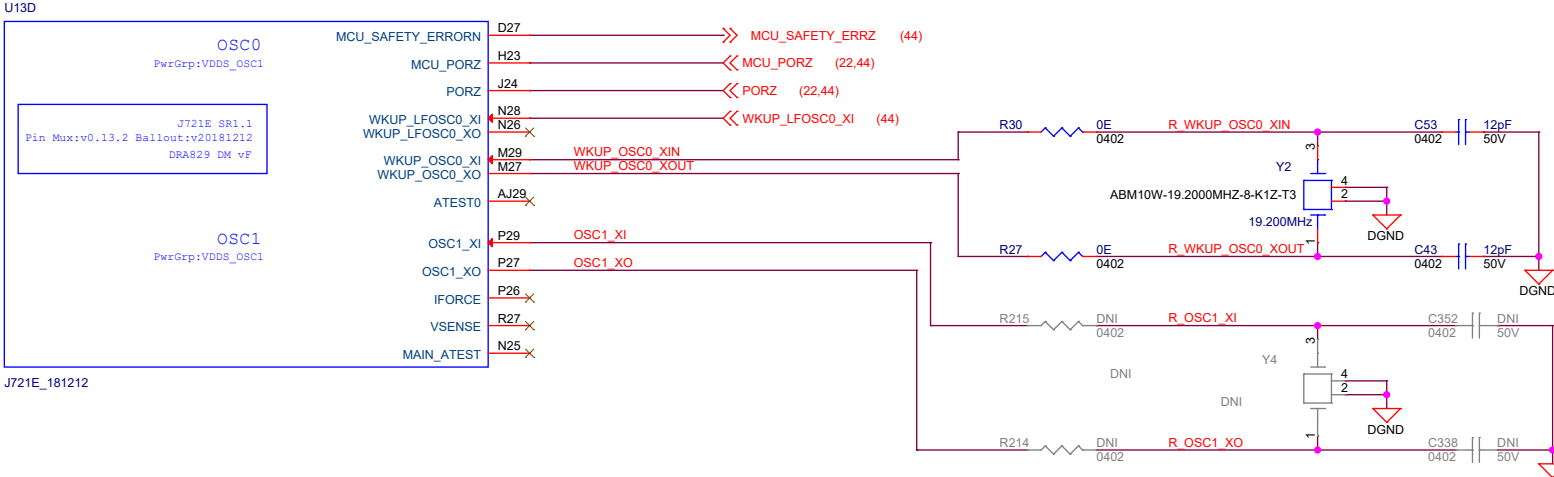 U13D
OSC0
PwrGrp:VDDS_OSC1
J721E SR1.1
Pin Mux:v0.13.2 Ballout:v20181212
DRA829 DM vF
OSC1
PwrGrp:VDDS_OSC1
J721E_181212
MCU_SAFETY_ERRORN D27 MCU_SAFETY_ERRZ (44)
MCU_PORZ H23 MCU_PORZ (22,44)
PORZ J24 PORZ (22,44)
WKUP_LFOSC0_XI N28 WKUP_LFOSC0_XI (44)
WKUP_LFOSC0_XO N26
WKUP_OSC0_XI M29 WKUP_OSC0_XIN
WKUP_OSC0_XO M27 WKUP_OSC0_XOUT
ATEST0 AJ29
OSC1_XI P29 OSC1_XI
OSC1_XO P27 OSC1_XO
IFORCE P26
VSENSE R27
MAIN_ATEST N25
R30 0E R_WKUP_OSC0_XIN C53 12pF
0402 0402 50V
3
Y2
4
ABM10W-19.2000MHZ-8-K1Z-T3 2
19.200MHz
DGND
1
R27 0E R_WKUP_OSC0_XOUT C43 12pF
0402 0402 50V
DGND
R215 DNI R_OSC1_XI C352 DNI
0402 0402 50V
3
Y4
DNI 4
DNI 2
DGND
1
R214 DNI R_OSC1_XO C338 DNI
0402 0402 50V